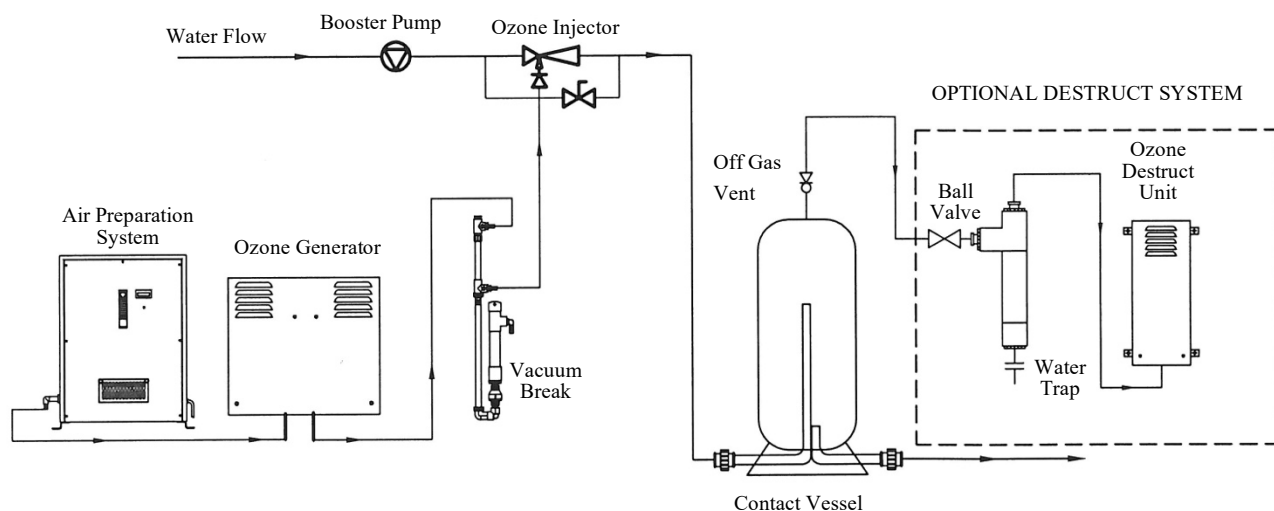 Booster Pump
Ozone Injector
Water Flow
OPTIONAL DESTRUCT SYSTEM
Off Gas
Vent
Ball
Valve
Ozone
Destruct
Unit
Air Preparation
System
Ozone Generator
Vacuum
Break
Water
Trap
Contact Vessel